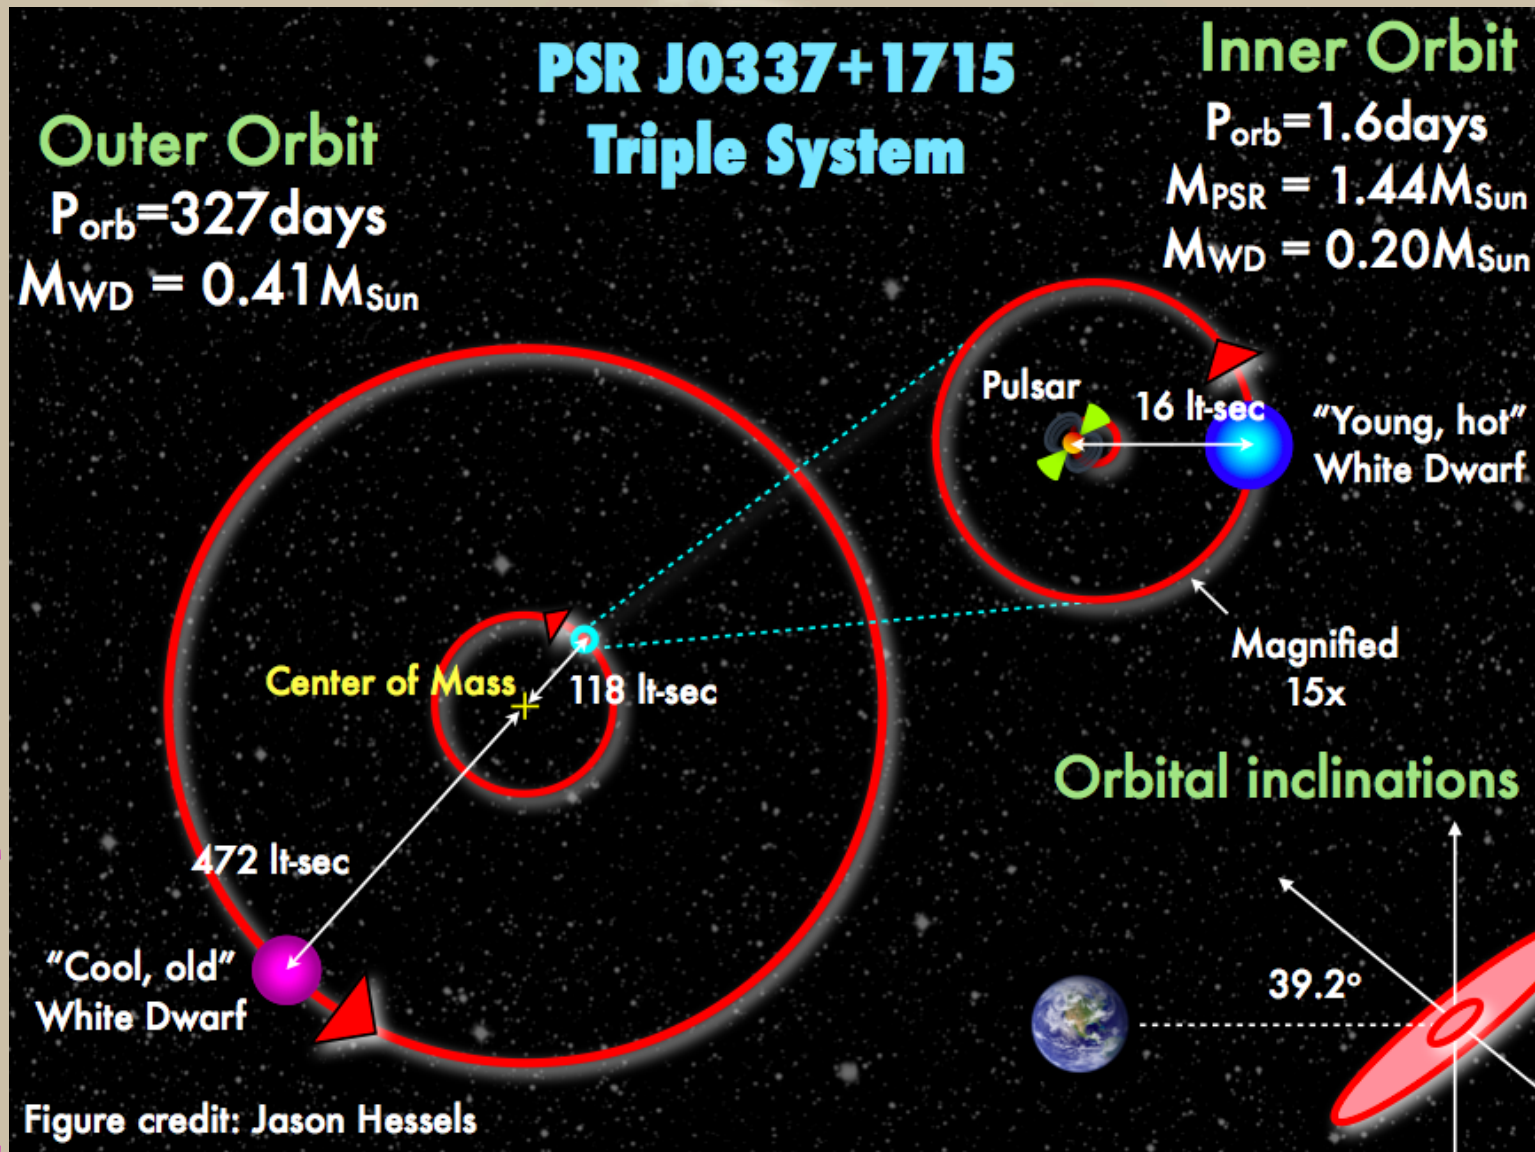 PSR J0337+1715
Triple System
Outer Orbit
Porb=327days
MWD = 0.41MSun
Inner Orbit
Porb=1.6days
MPSR = 1.44MSun
MWD = 0.20MSun
Pulsar
16 lt-sec
"Young, hot"
White Dwarf
Magnified
15x
Center of Mass
118 lt-sec
472 lt-sec
"Cool, old"
White Dwarf
Orbital inclinations
39.2°
Figure credit: Jason Hessels